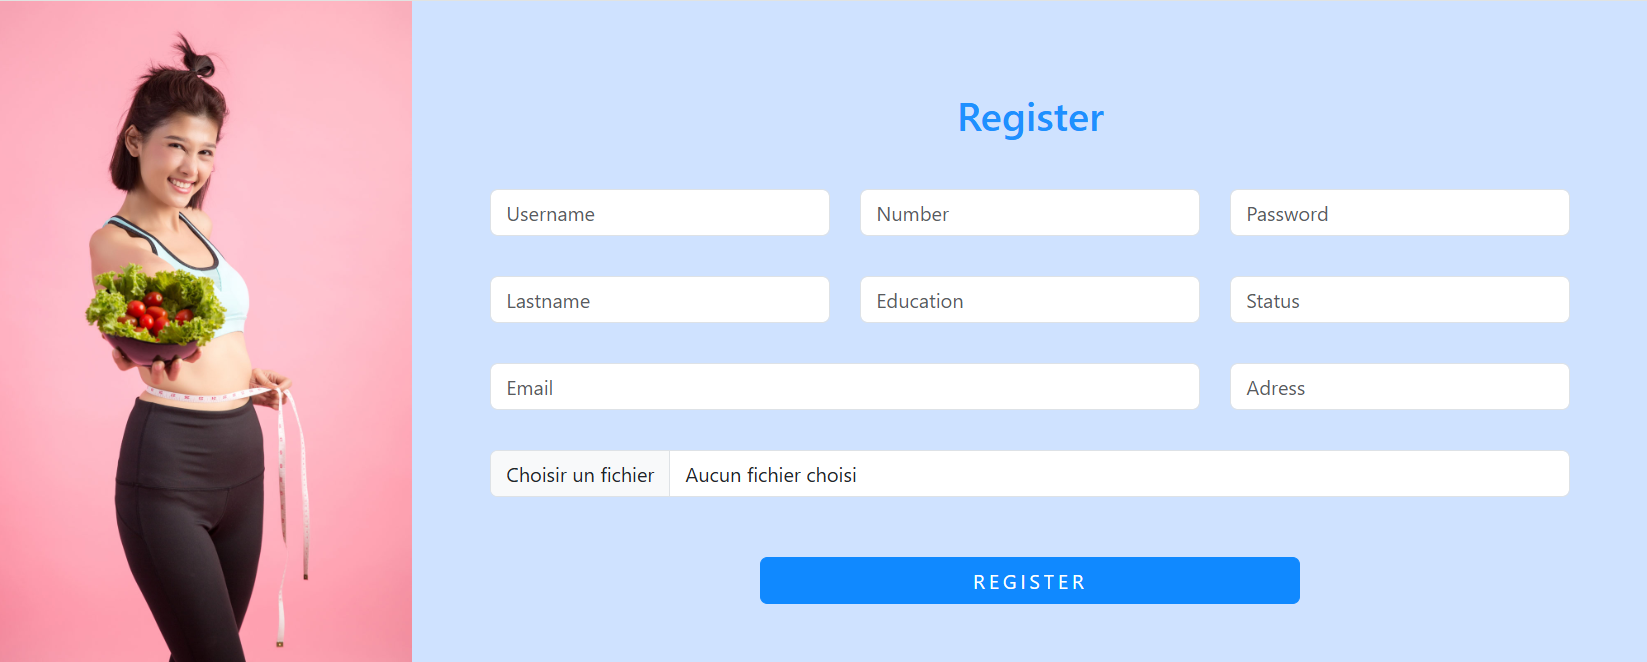 Register
Username
Number
Password
Lastname
Education
Status
Email
Adress
Choisir un fichier
Aucun fichier choisi
REGISTER